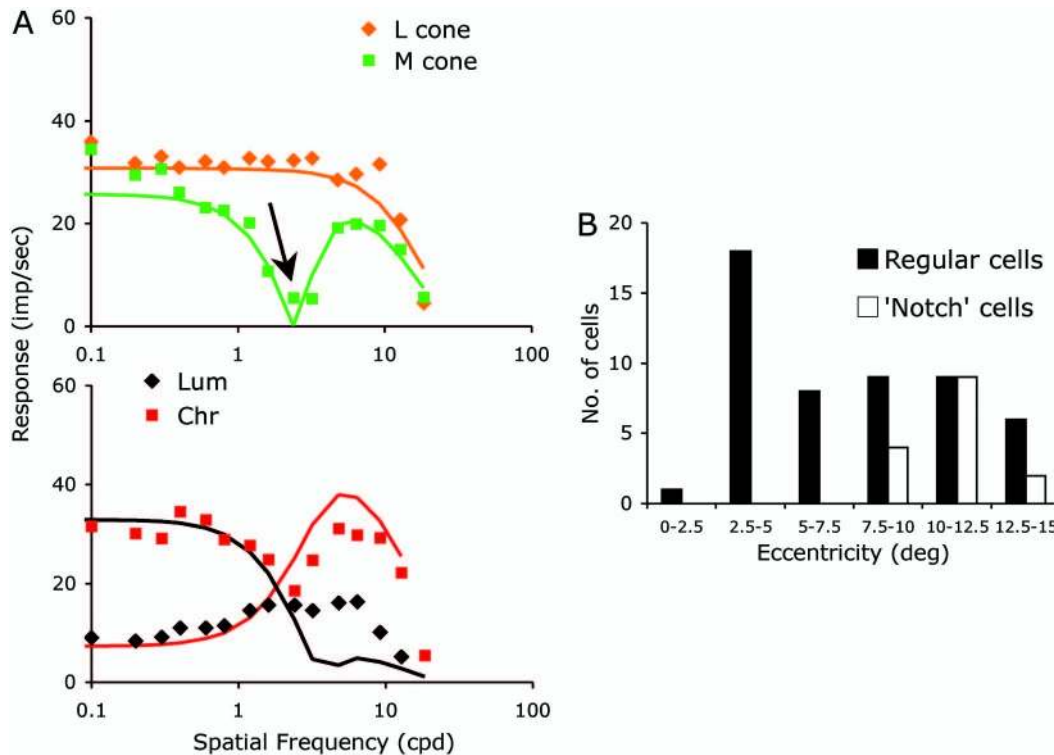 A
60
40
20
0
L cone
M cone
0.1 1 10 100
Response (imp/sec)
60
40
20
0
Lum
Chr
0.1 1 10 100
Spatial Frequency (cpd)
B
20
15
10
5
0
No. of cells
Regular cells
'Notch' cells
0-2.5 2.5-5 5-7.5 7.5-10 10-12.5 12.5-15
Eccentricity (deg)